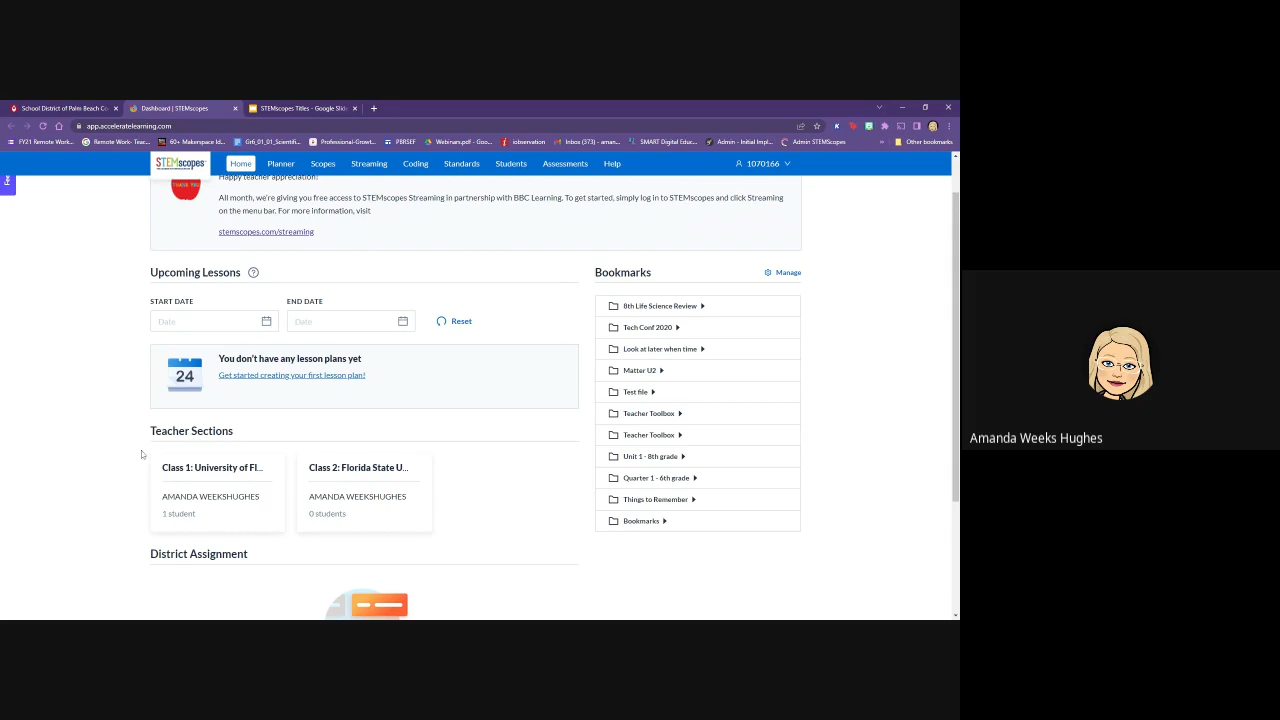 School District of Palm Beach Co
Dashboard | STEMscopes
STEMscopes Titles - Google Slid
app.acceleratelearning.com
FY21 Remote Work...
Remote Work- Teac...
60+ Makerspace Id...
Gr6_01_01_Scientifi...
Professional-Growt...
PBRSEF
Webinars.pdf - Goo...
iobservation
Inbox (373) - aman...
SMART Digital Educ...
Admin - Initial Impl...
Admin STEMscopes
Other bookmarks
STEMscopes
Home
Planner
Scopes
Streaming
Coding
Standards
Students
Assessments
Help
1070166
THANK YOU
Happy teacher appreciation!
All month, we're giving you free access to STEMscopes Streaming in partnership with BBC Learning. To get started, simply log in to STEMscopes and click Streaming
on the menu bar. For more information, visit
stemscopes.com/streaming
Upcoming Lessons
START DATE
END DATE
Date
Date
Reset
24
You don't have any lesson plans yet
Get started creating your first lesson plan!
Teacher Sections
Class 1: University of Fl...
AMANDA WEEKSHUGHES
1 student
Class 2: Florida State U...
AMANDA WEEKSHUGHES
0 students
District Assignment
Bookmarks
Manage
8th Life Science Review
Tech Conf 2020
Look at later when time
Matter U2
Test file
Teacher Toolbox
Teacher Toolbox
Unit 1 - 8th grade
Quarter 1 - 6th grade
Things to Remember
Bookmarks
Amanda Weeks Hughes